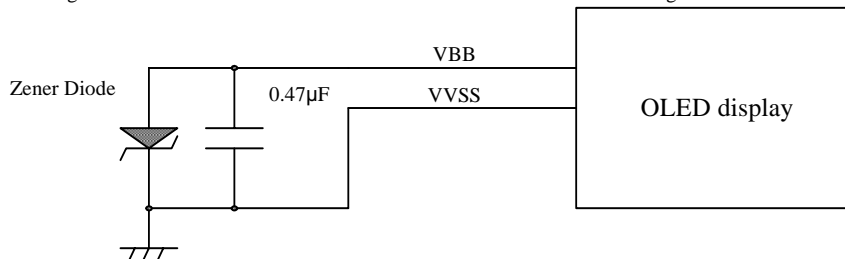 VBB
Zener Diode
0.47µF
VVSS
OLED display